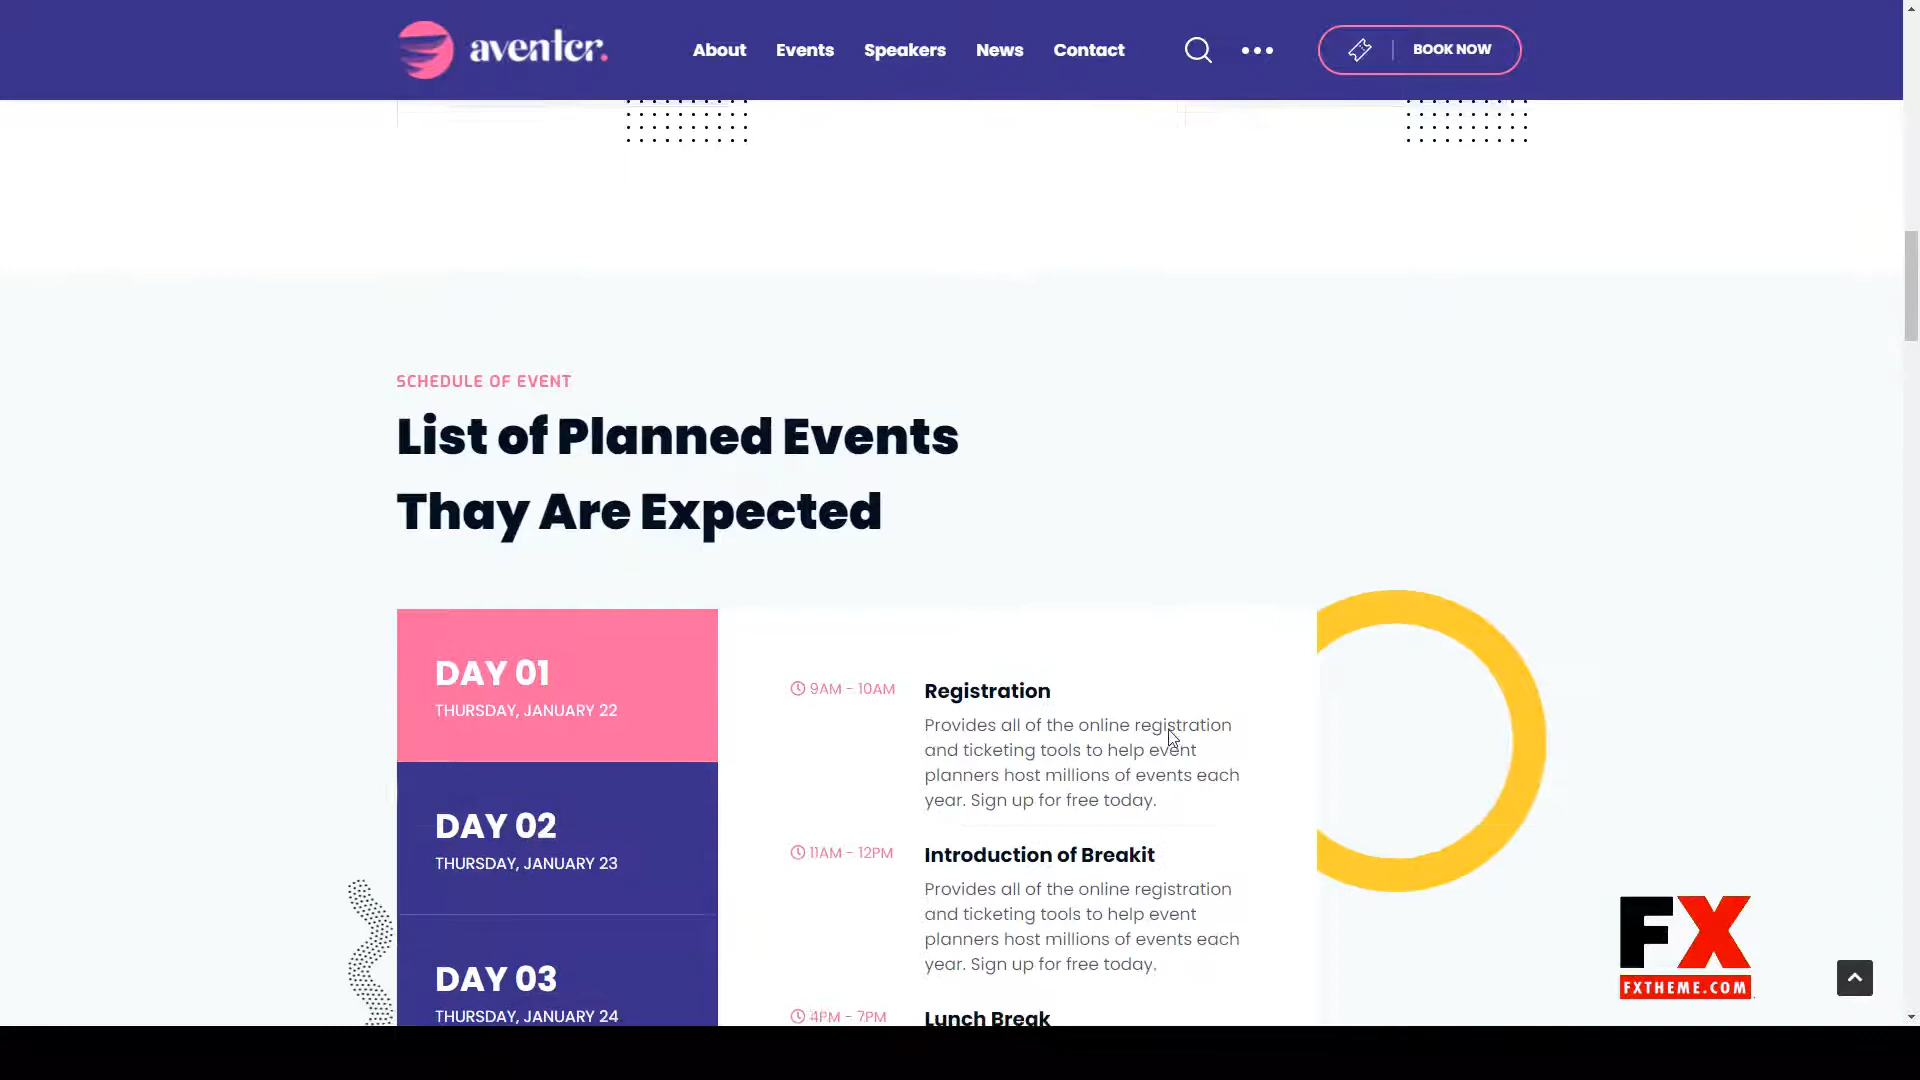 aventer.
About Events Speakers News Contact
BOOK NOW
SCHEDULE OF EVENT
List of Planned Events
Thay Are Expected
DAY 01
THURSDAY, JANUARY 22
DAY 02
THURSDAY, JANUARY 23
DAY 03
THURSDAY, JANUARY 24
9AM - 10AM
Registration
Provides all of the online registration
and ticketing tools to help event
planners host millions of events each
year. Sign up for free today.
11AM - 12PM
Introduction of Breakit
Provides all of the online registration
and ticketing tools to help event
planners host millions of events each
year. Sign up for free today.
4PM - 7PM
Lunch Break
FX
FXTHEME.COM